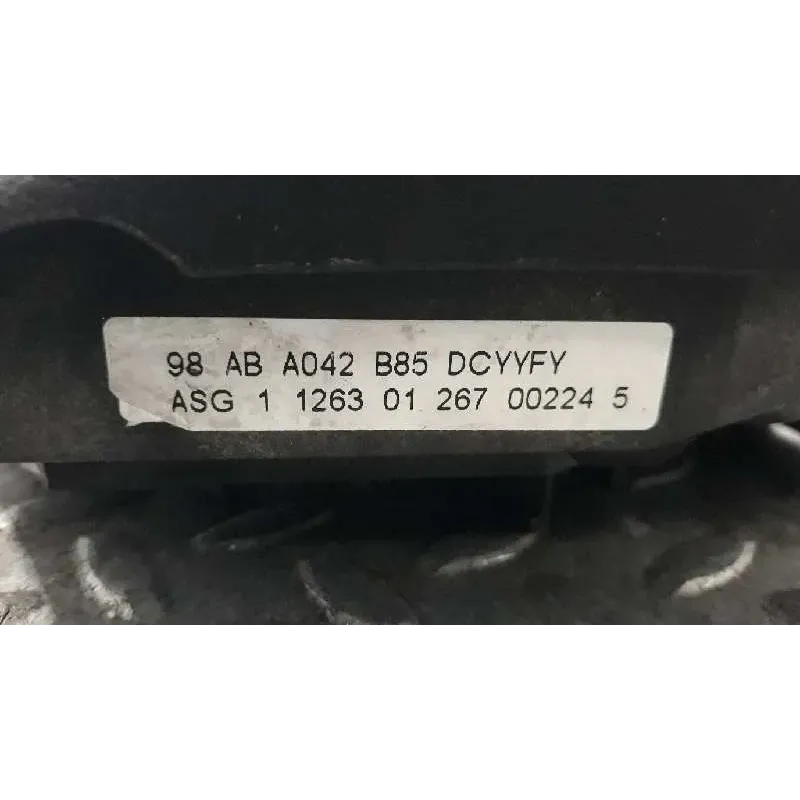 98 AB A042 B85 DCYYFY
ASG 1 1263 01 267 00224 5